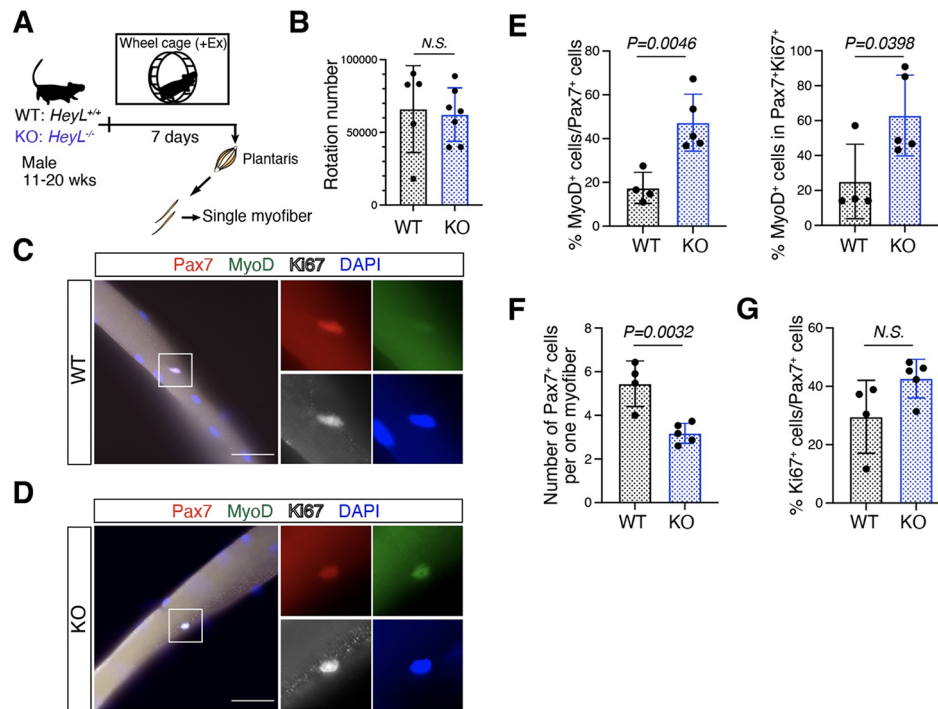 A
Wheel cage (+Ex)
WT: HeyL+/+
KO: HeyL-/-
7 days
Male
11-20 wks
Plantaris
Single myofiber
B
N.S.
Rotation number
100000
50000
0
WT KO
C
Pax7 MyoD Ki67 DAPI
WT
D
Pax7 MyoD Ki67 DAPI
KO
E
P=0.0046
% MyoD+ cells/Pax7+ cells
80
60
40
20
0
WT KO
P=0.0398
% MyoD+ cells in Pax7+Ki67+
100
80
60
40
20
0
WT KO
F
P=0.0032
Number of Pax7+ cells
per one myofiber
8
6
4
2
0
WT KO
G
N.S.
% Ki67+ cells/Pax7+ cells
60
40
20
0
WT KO